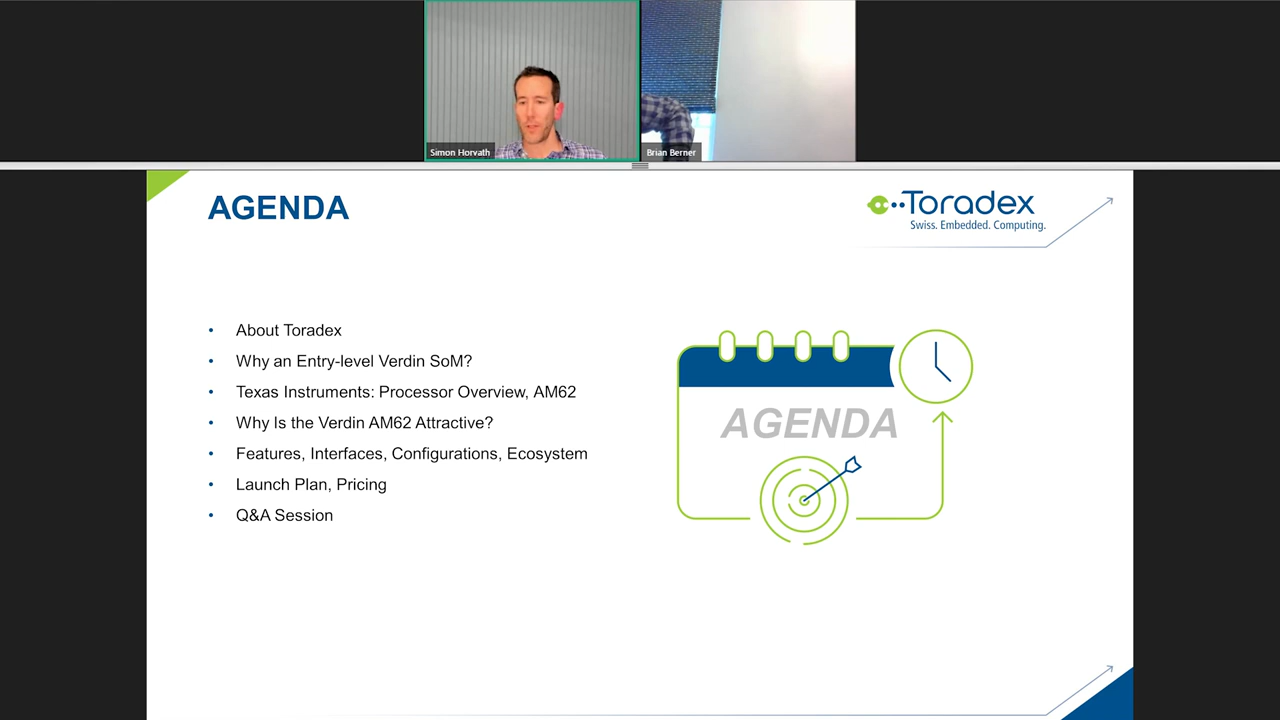 Simon Horvath
Brian Berner
AGENDA
Toradex
Swiss. Embedded. Computing.
• About Toradex
• Why an Entry-level Verdin SoM?
• Texas Instruments: Processor Overview, AM62
• Why Is the Verdin AM62 Attractive?
• Features, Interfaces, Configurations, Ecosystem
• Launch Plan, Pricing
• Q&A Session
AGENDA